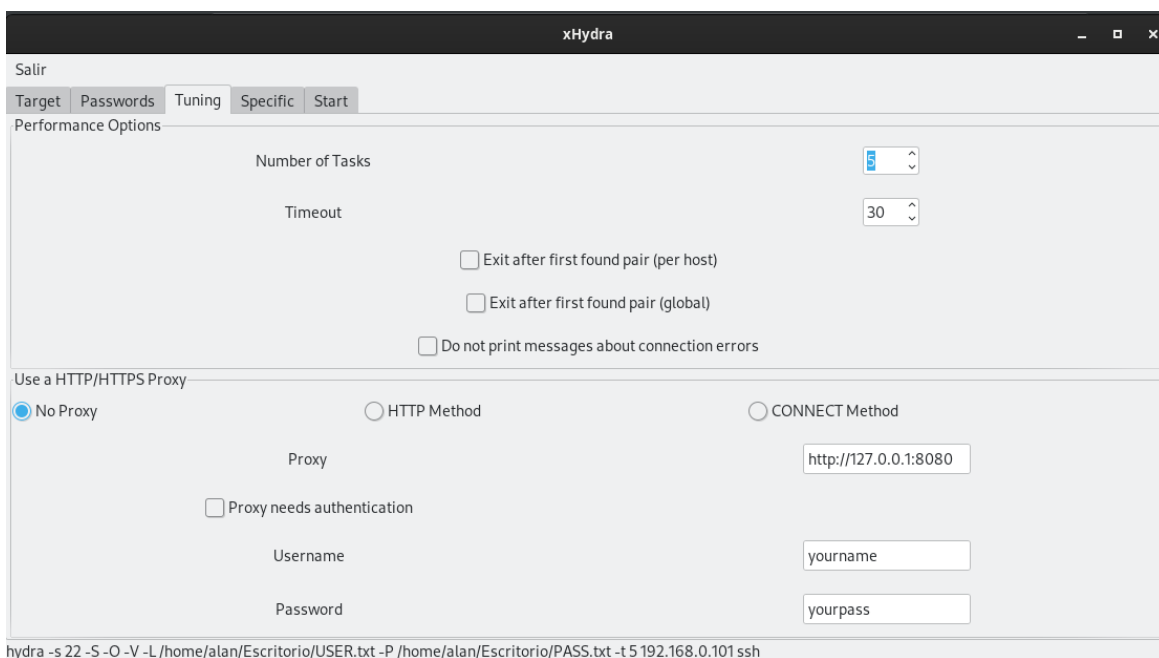 xHydra
Salir
Target Passwords Tuning Specific Start
Performance Options
Number of Tasks 5
Timeout 30
Exit after first found pair (per host)
Exit after first found pair (global)
Do not print messages about connection errors
Use a HTTP/HTTPS Proxy
No Proxy HTTP Method CONNECT Method
Proxy http://127.0.0.1:8080
Proxy needs authentication
Username yourname
Password yourpass
hydra -s 22 -S -O -V -L /home/alan/Escritorio/USER.txt -P /home/alan/Escritorio/PASS.txt -t 5 192.168.0.101 ssh